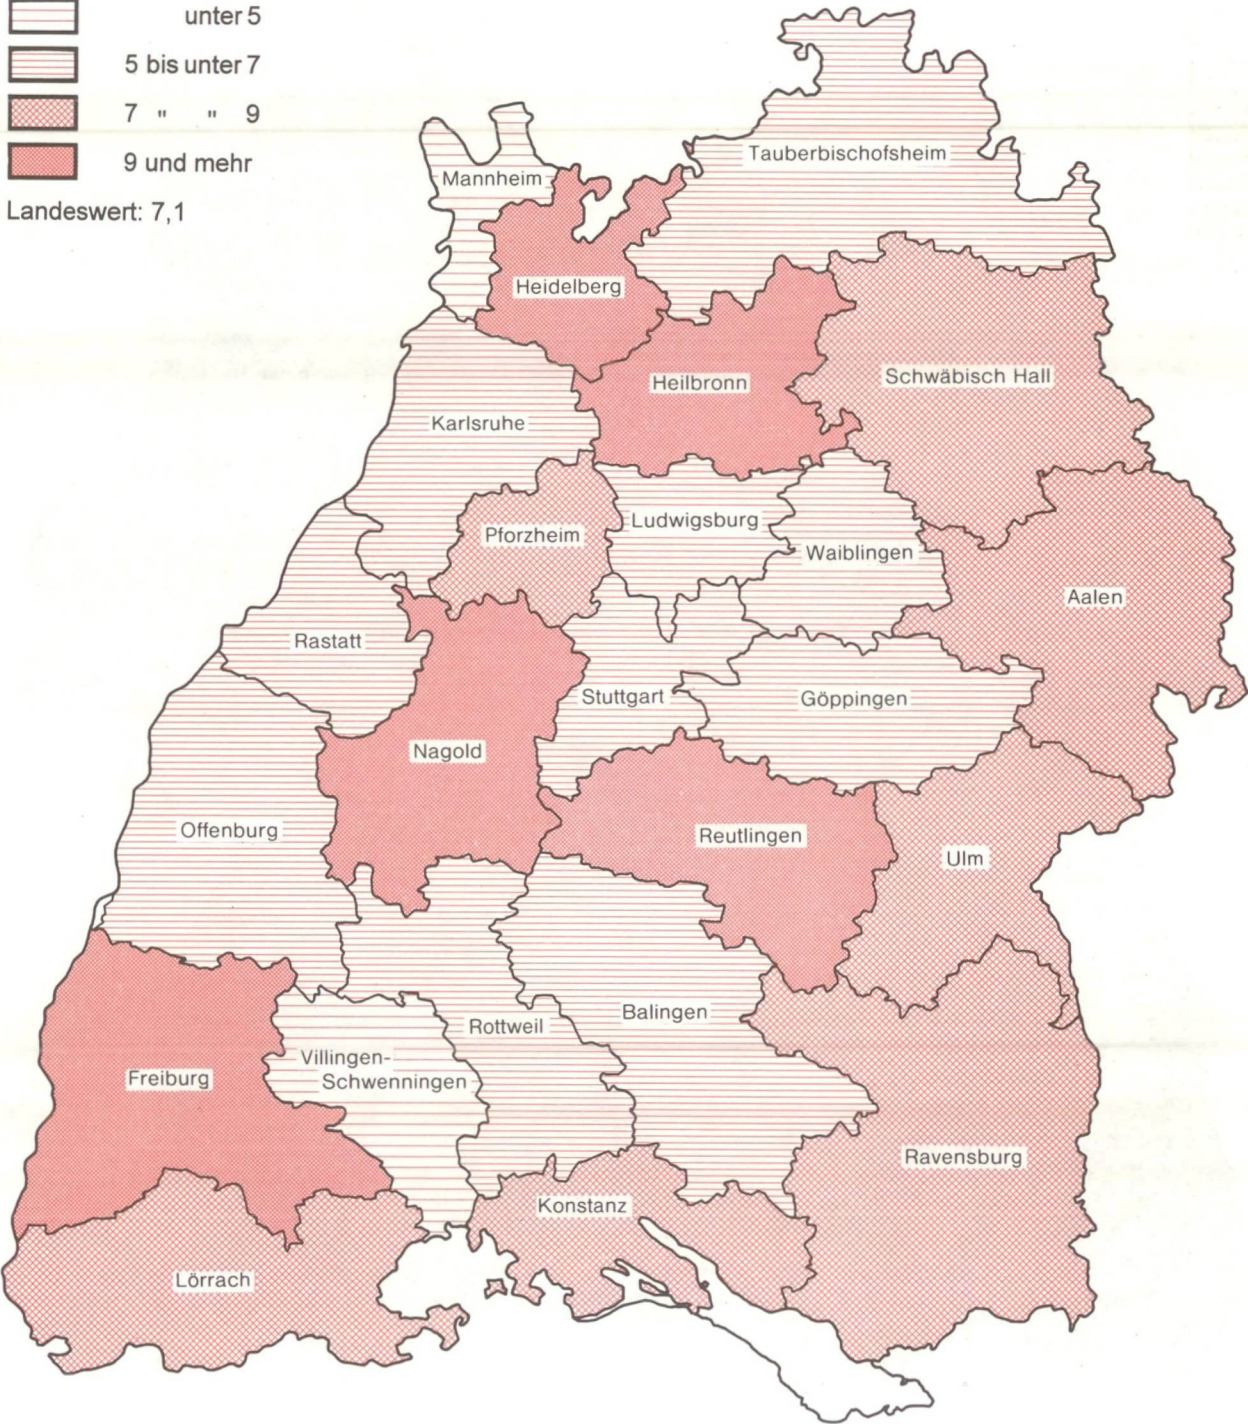 unter 5
5 bis unter 7
7 " " 9
9 und mehr
Landeswert: 7,1
Tauberbischofsheim
Mannheim
Heidelberg
Heilbronn
Schwäbisch Hall
Karlsruhe
Ludwigsburg
Pforzheim
Waiblingen
Aalen
Rastatt
Stuttgart
Göppingen
Nagold
Offenburg
Reutlingen
Ulm
Balingen
Rottweil
Villingen-
Schwenningen
Freiburg
Ravensburg
Konstanz
Lörrach